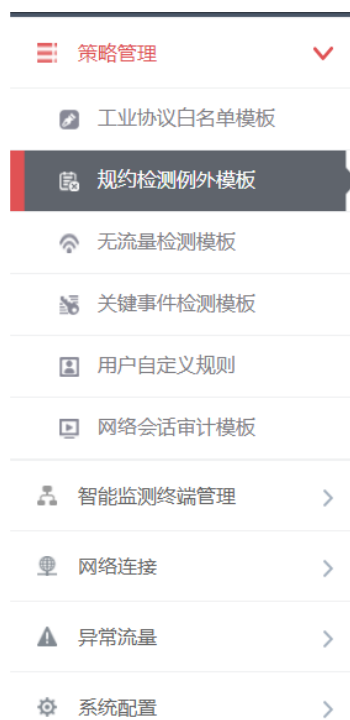 策略管理
工业协议白名单模板
规约检测例外模板
无流量检测模板
关键事件检测模板
用户自定义规则
网络会话审计模板
智能监测终端管理
网络连接
异常流量
系统配置